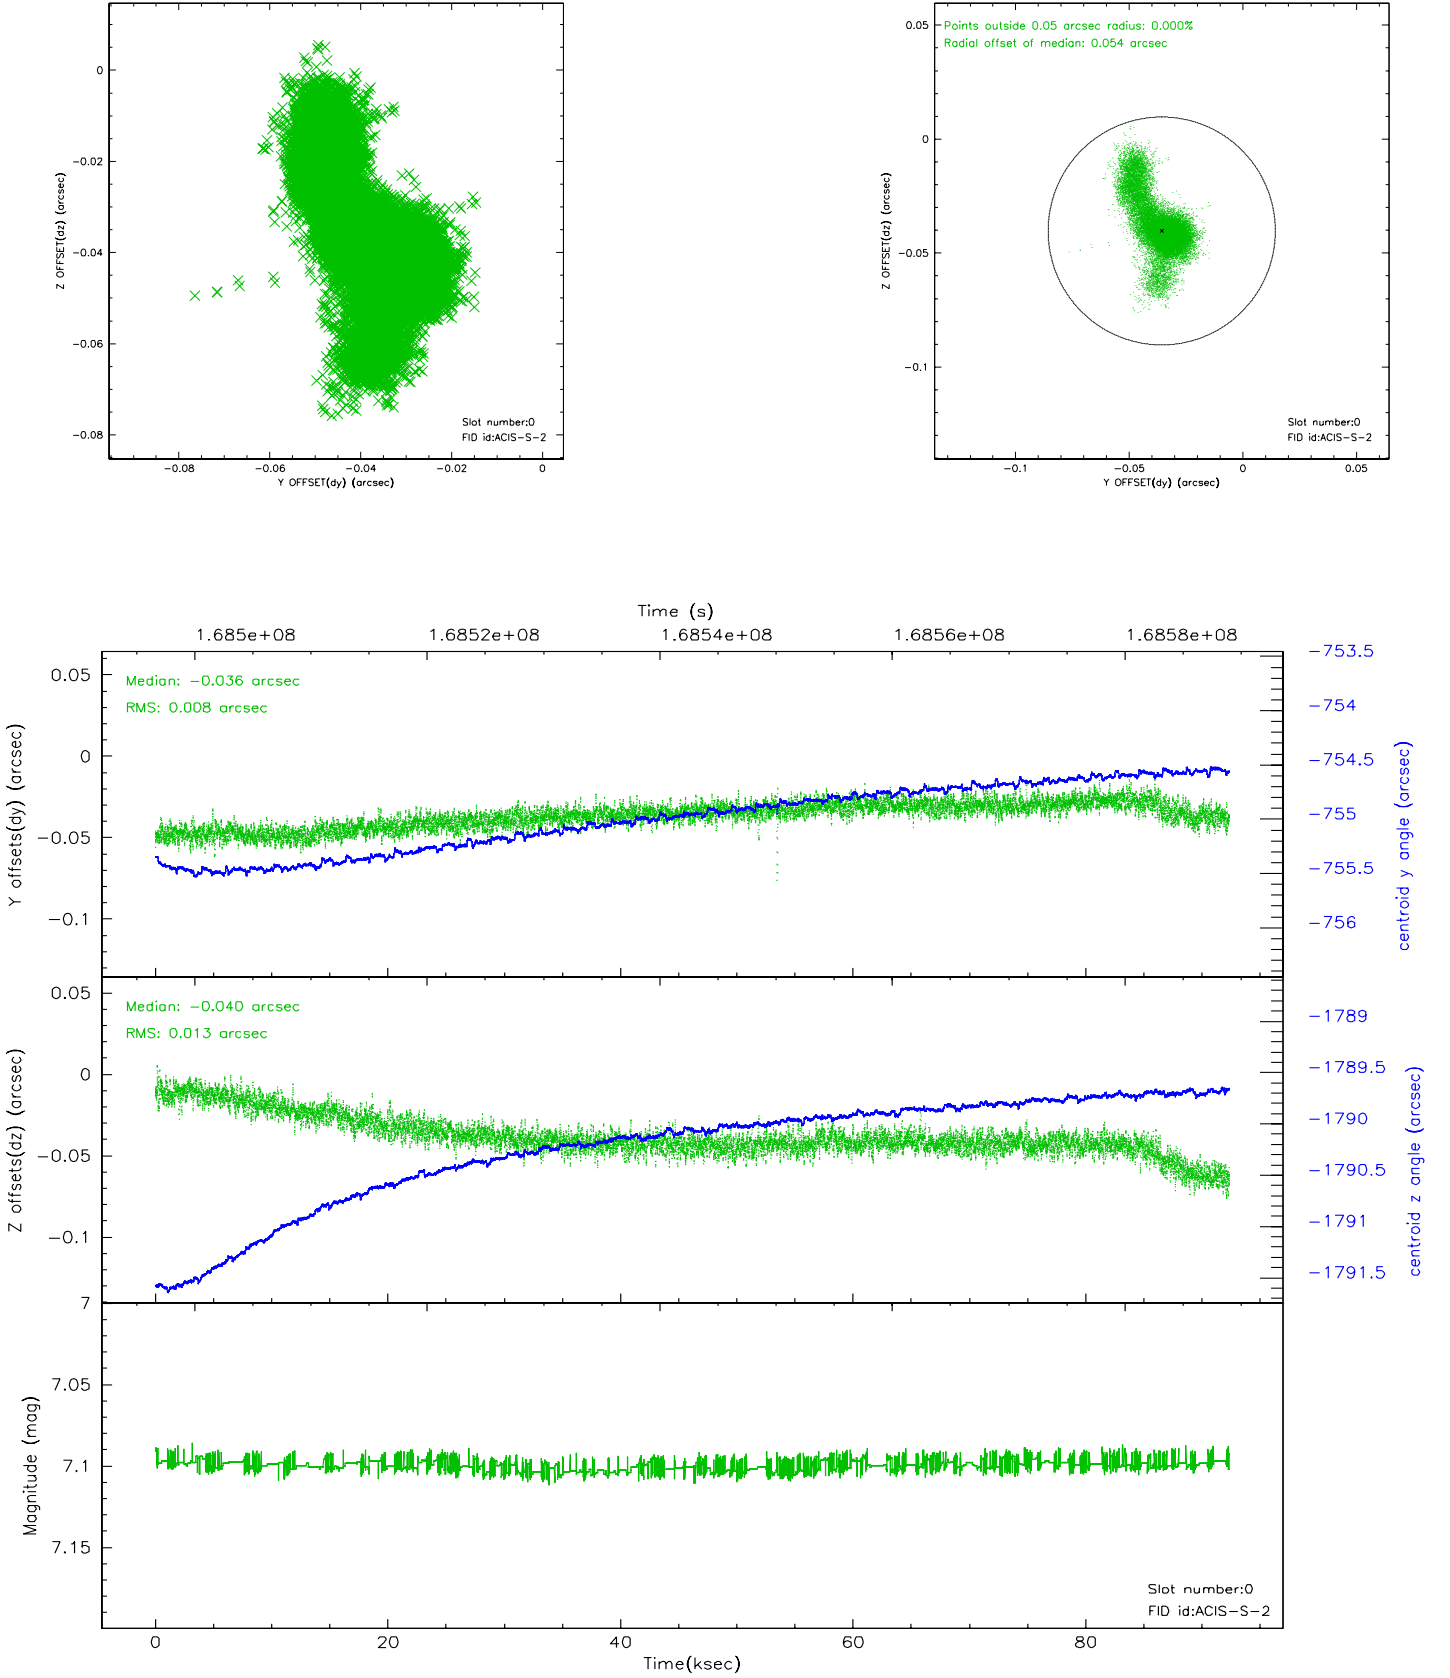 0
-0.02
-0.04
-0.06
-0.08
Z OFFSET(dz) (arcsec)
Slot number:0
FID id:ACIS-S-2
-0.08 -0.06 -0.04 -0.02 0
Y OFFSET(dy) (arcsec)
Points outside 0.05 arcsec radius: 0.000%
Radial offset of median: 0.054 arcsec
0.05
0
-0.05
-0.1
Z OFFSET(dz) (arcsec)
Slot number:0
FID id:ACIS-S-2
-0.1 -0.05 0 0.05
Y OFFSET(dy) (arcsec)
Time (s)
1.685e+08 1.6852e+08 1.6854e+08 1.6856e+08 1.6858e+08
Median: -0.036 arcsec
RMS: 0.008 arcsec
0.05
0
-0.05
-0.1
Y offsets(dy) (arcsec)
-753.5
-754
-754.5
-755
-755.5
-756
centroid y angle (arcsec)
Median: -0.040 arcsec
RMS: 0.013 arcsec
0.05
0
-0.05
-0.1
Z offsets(dz) (arcsec)
-1789
-1789.5
-1790
-1790.5
-1791
-1791.5
centroid z angle (arcsec)
7
7.05
7.1
7.15
Magnitude (mag)
Slot number:0
FID id:ACIS-S-2
0 20 40 60 80
Time(ksec)